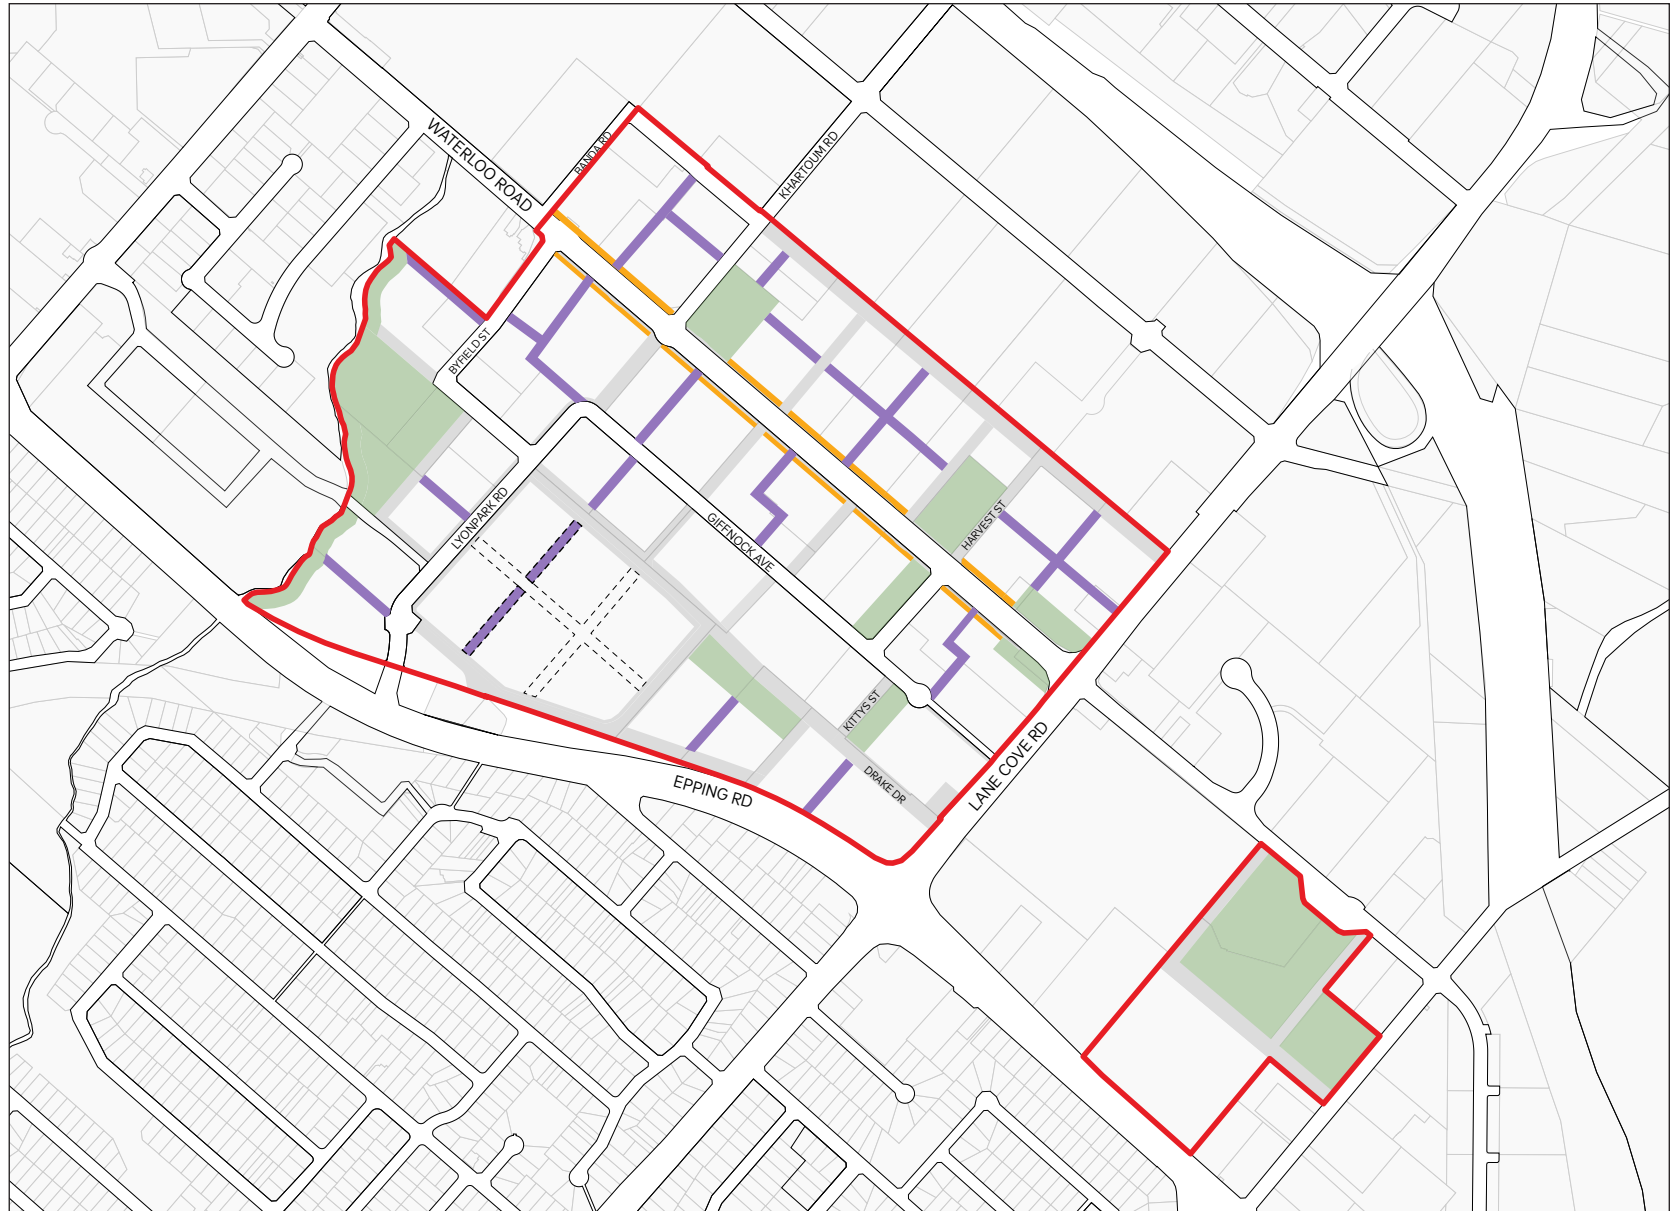 WATERLOO ROAD
BANDA RD
KHARTOUM RD
BYFIELD ST
LYONPARK RD
GIFFNOCK AVE
HARVEST ST
KITTYS ST
DRAKE DR
LANE COVE RD
EPPING RD